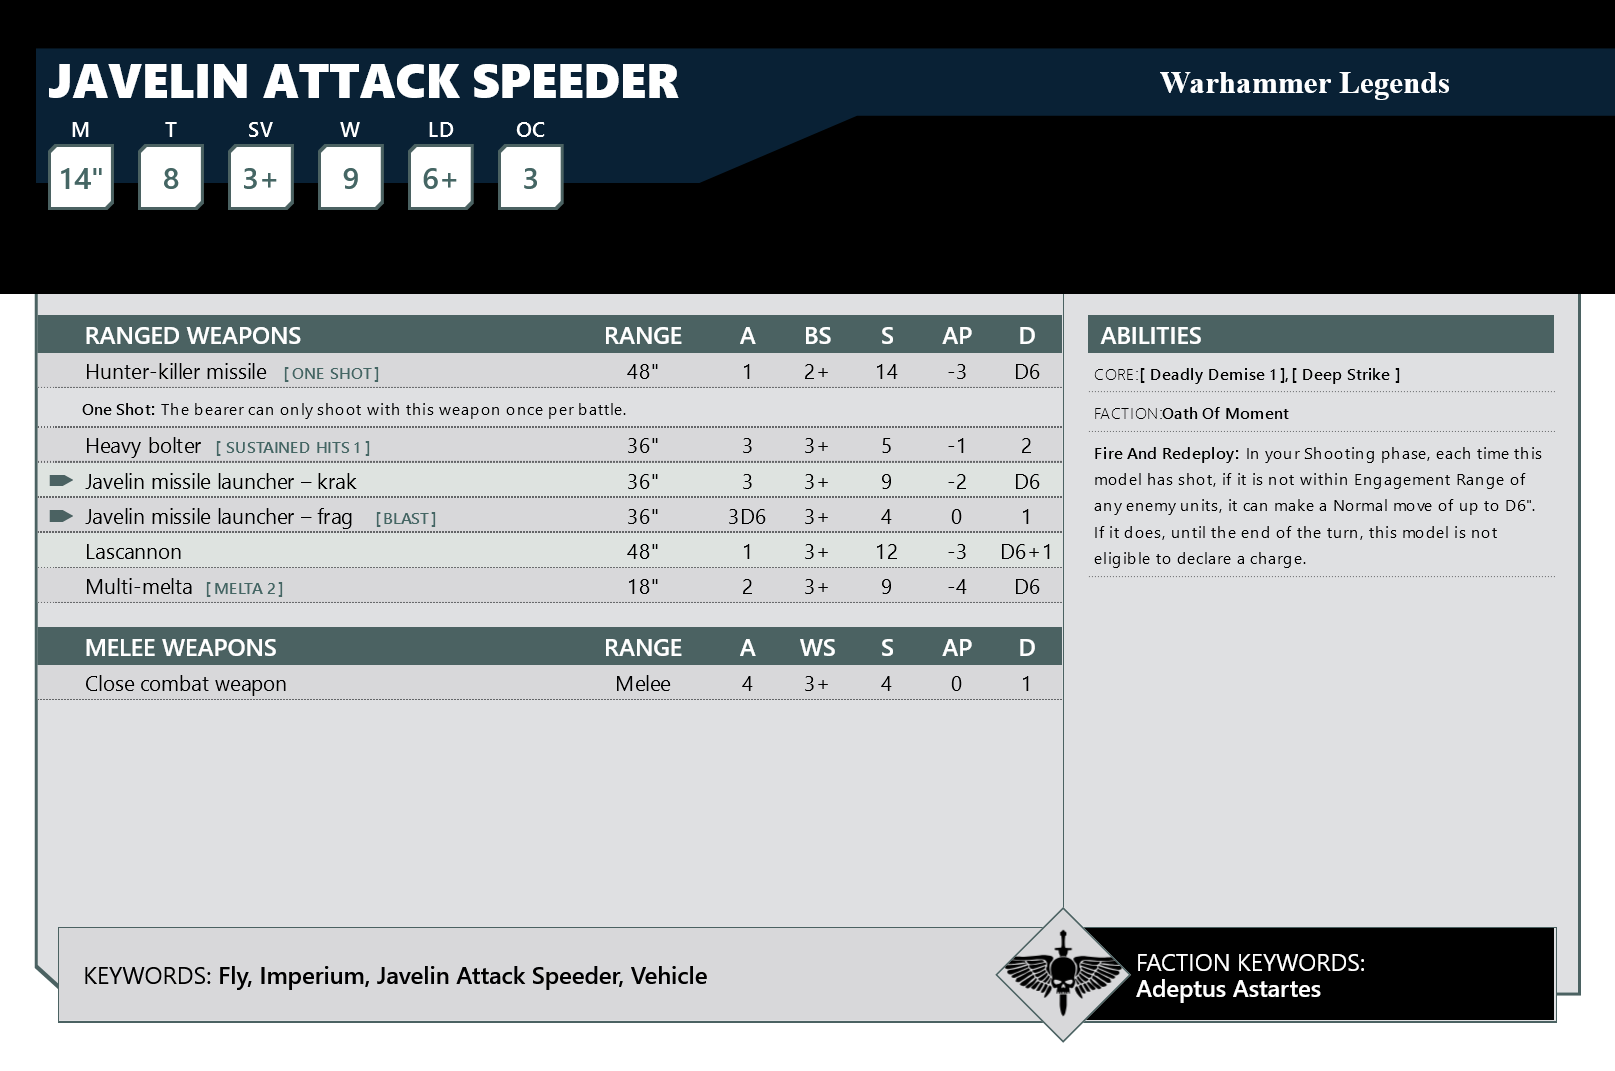 JAVELIN ATTACK SPEEDER
Warhammer Legends
M T SV W LD OC
14" 8 3+ 9 6+ 3
RANGED WEAPONS RANGE A BS S AP D
Hunter-killer missile [ ONE SHOT ] 48" 1 2+ 14 -3 D6
One Shot: The bearer can only shoot with this weapon once per battle.
Heavy bolter [ SUSTAINED HITS 1 ] 36" 3 3+ 5 -1 2
Javelin missile launcher – krak 36" 3 3+ 9 -2 D6
Javelin missile launcher – frag [ BLAST ] 36" 3D6 3+ 4 0 1
Lascannon 48" 1 3+ 12 -3 D6+1
Multi-melta [ MELTA 2 ] 18" 2 3+ 9 -4 D6
MELEE WEAPONS RANGE A WS S AP D
Close combat weapon Melee 4 3+ 4 0 1
ABILITIES
CORE:[ Deadly Demise 1 ], [ Deep Strike ]
FACTION:Oath Of Moment
Fire And Redeploy: In your Shooting phase, each time this
model has shot, if it is not within Engagement Range of
any enemy units, it can make a Normal move of up to D6".
If it does, until the end of the turn, this model is not
eligible to declare a charge.
KEYWORDS: Fly, Imperium, Javelin Attack Speeder, Vehicle
FACTION KEYWORDS:
Adeptus Astartes